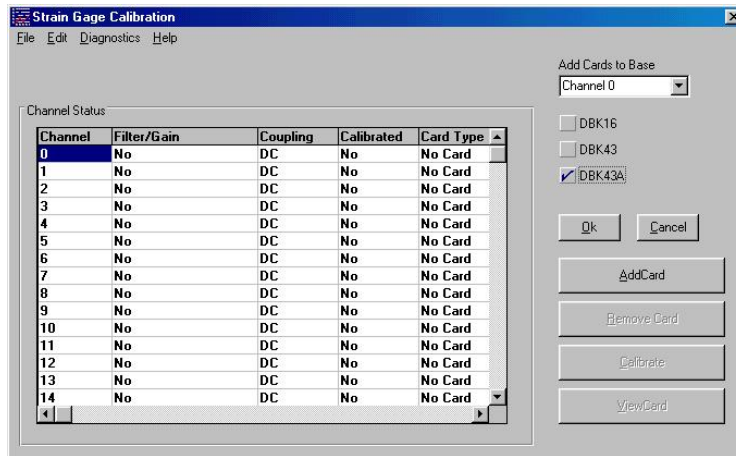 Strain Gage Calibration
File Edit Diagnostics Help
Add Cards to Base
Channel 0
Channel Status
Channel Filter/Gain Coupling Calibrated Card Type
0 No DC No No Card
1 No DC No No Card
2 No DC No No Card
3 No DC No No Card
4 No DC No No Card
5 No DC No No Card
6 No DC No No Card
7 No DC No No Card
8 No DC No No Card
9 No DC No No Card
10 No DC No No Card
11 No DC No No Card
12 No DC No No Card
13 No DC No No Card
14 No DC No No Card
DBK16
DBK43
DBK43A
Ok Cancel
AddCard
Remove Card
Calibrate
ViewCard